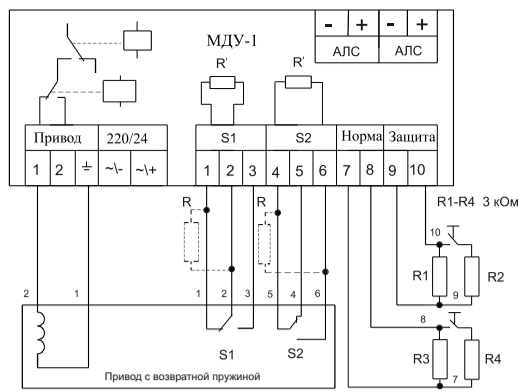 - + - +
АЛС АЛС
МДУ-1
R' R'
Привод 220/24 S1 S2 Норма Защита
1 2 ~\- ~\+ 1 2 3 4 5 6 7 8 9 10
R R R1-R4 3 кОм
10
R1 R2
9
2 1 1 2 3 5 4 6
8
S1 S2 R3 R4
7
Привод с возвратной пружиной